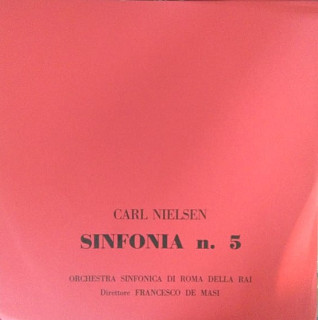 CARL NIELSEN
SINFONIA n. 5
ORCHESTRA SINFONICA DI ROMA DELLA RAI
Direttore FRANCESCO DE MASI